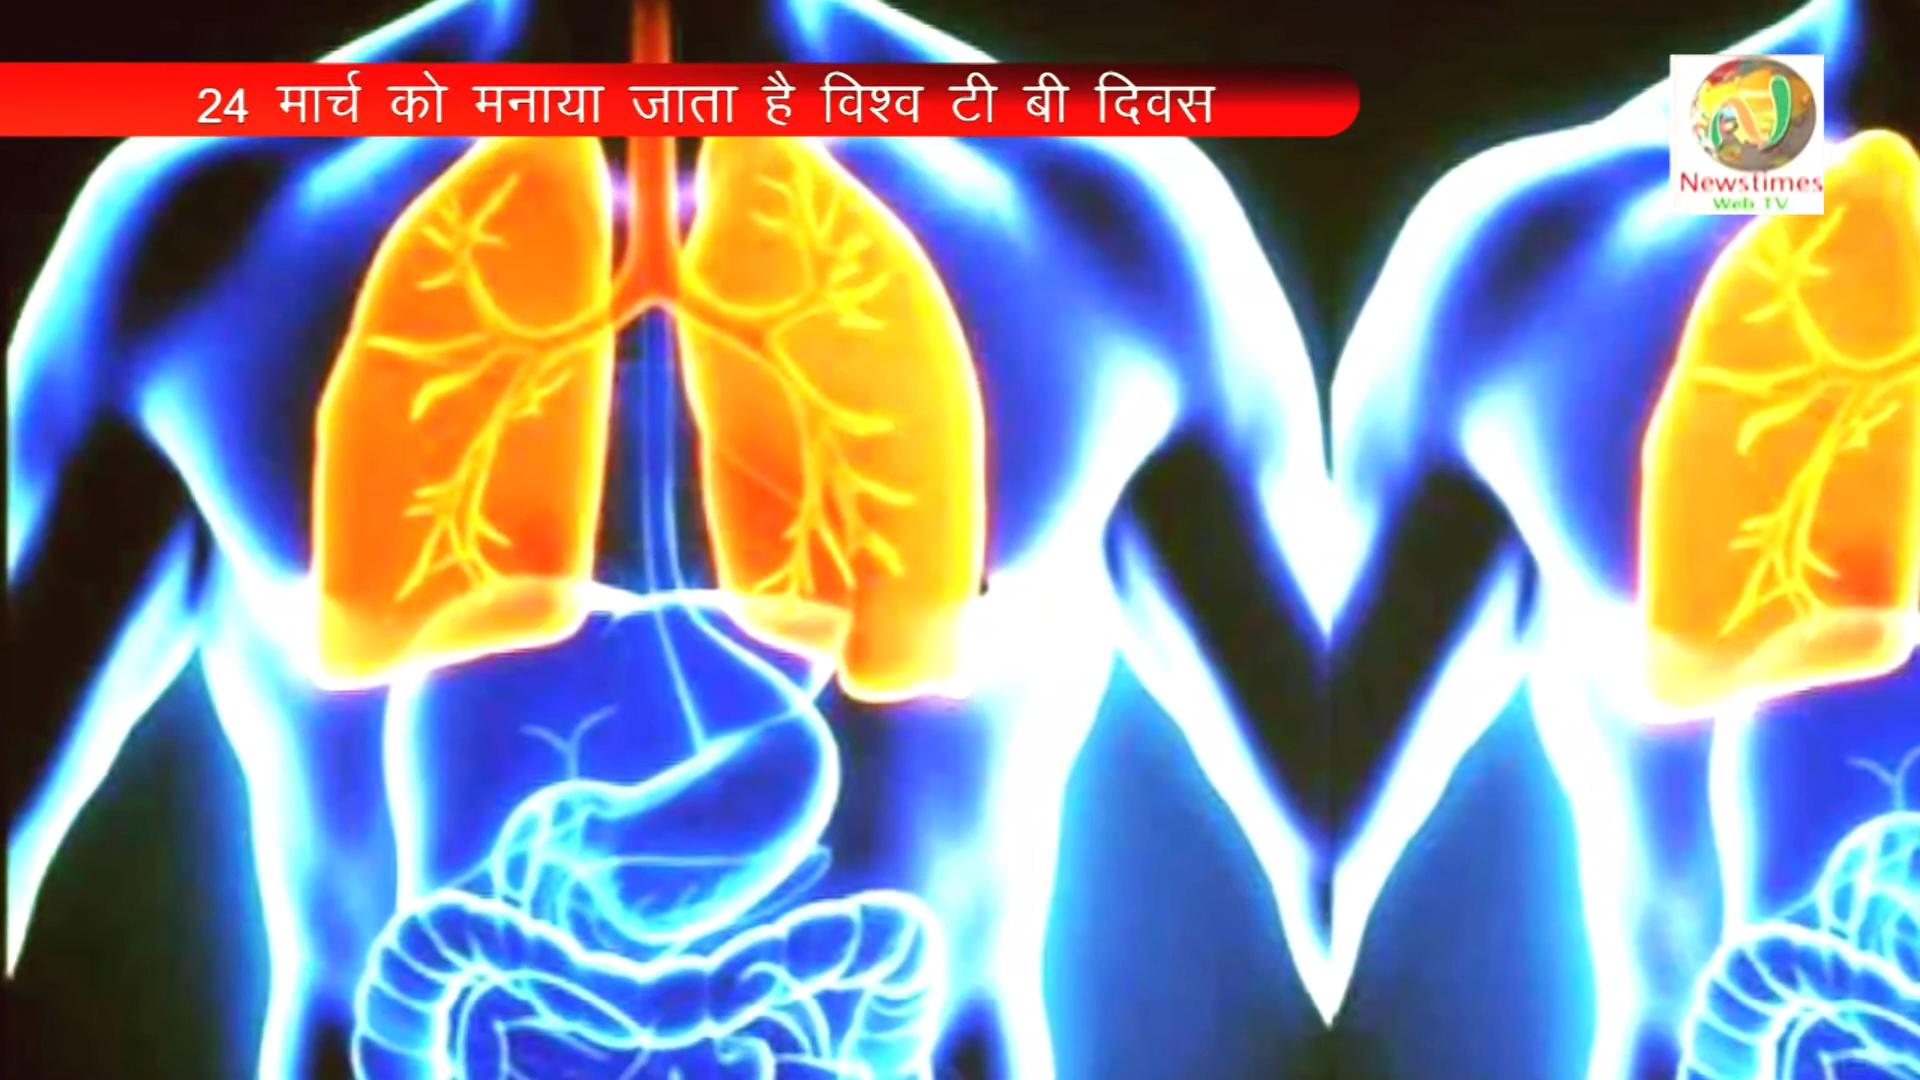 24 मार्च को मनाया जाता है विश्व टी बी दिवस
Newstimes
Web TV